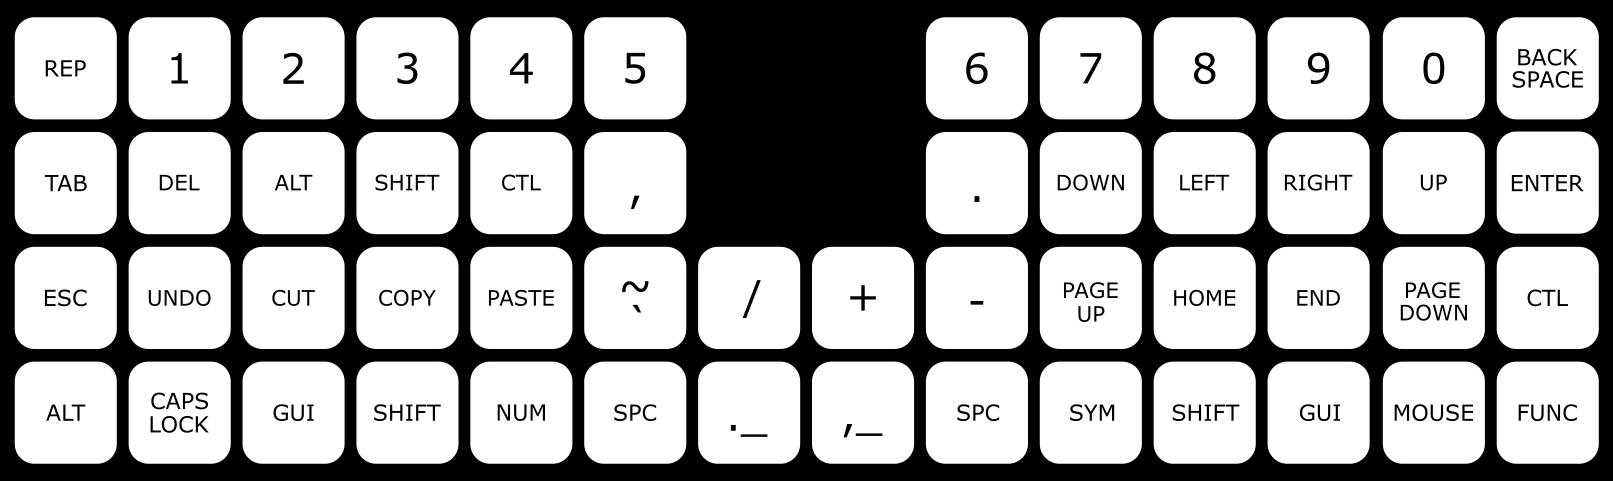 REP 1 2 3 4 5 6 7 8 9 0 BACK SPACE
TAB DEL ALT SHIFT CTL , . DOWN LEFT RIGHT UP ENTER
ESC UNDO CUT COPY PASTE ~ ` / + - PAGE UP HOME END PAGE DOWN CTL
ALT CAPS LOCK GUI SHIFT NUM SPC ._ ,_ SPC SYM SHIFT GUI MOUSE FUNC